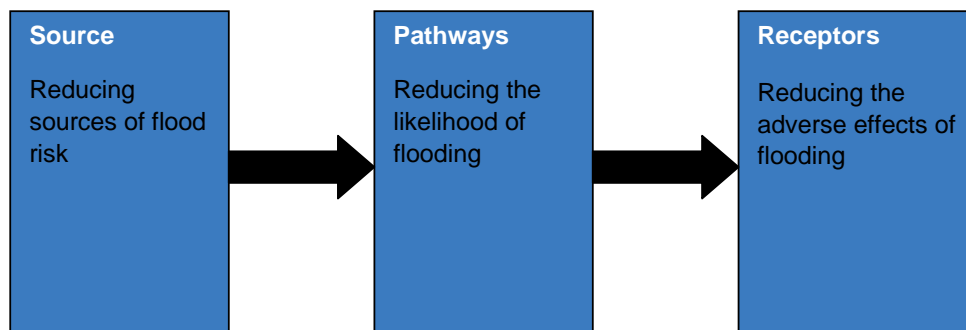 Source
Reducing
sources of flood
risk
Pathways
Reducing the
likelihood of
flooding
Receptors
Reducing the
adverse effects of
flooding